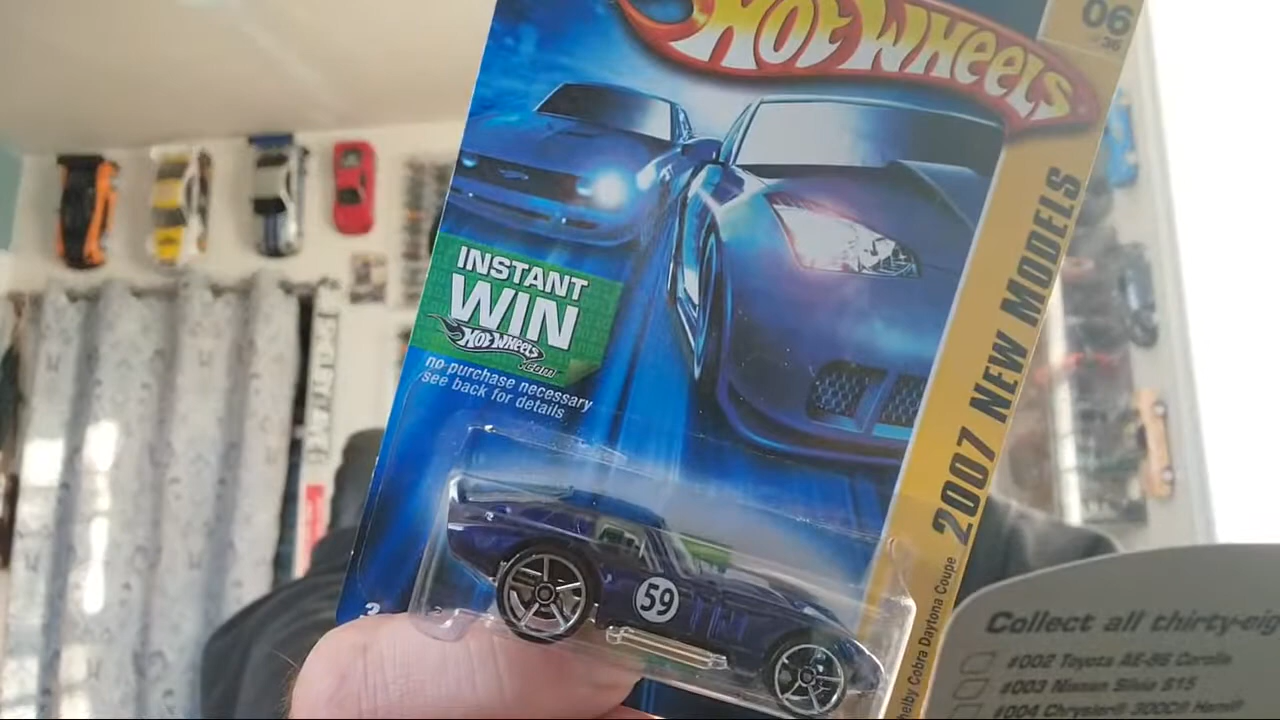 HOT WHEELS
06
36
2007 NEW MODELS
INSTANT
WIN
HOT WHEELS
.COM
no purchase necessary
see back for details
59
helby Cobra Daytona Coupe
3
Collect all thirty-eig
#002 Toyota AE-86 Corolla
#003 Nissan Silvia S15
#004 Chrysler® 300C® Hemi®